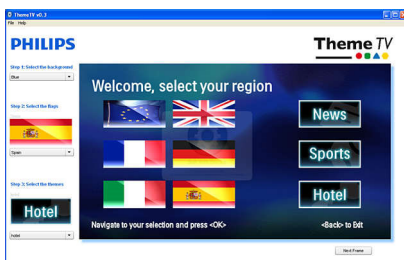 ThemeTV v0.3
File Help
PHILIPS
Theme TV
Step 1: Select the background
Blue
Step 2: Select the flags
Spain
Step 3: Select the themes
Hotel
Hotel
Welcome, select your region
News
Sports
Hotel
Navigate to your selection and press <OK>
<Back> to Exit
Next Frame